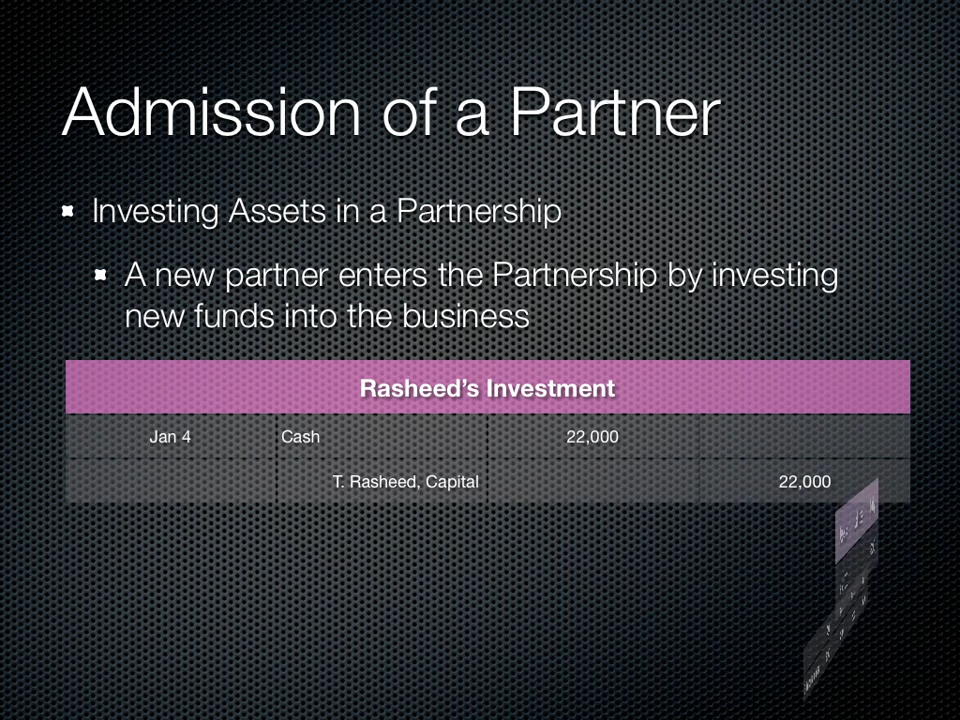 Admission of a Partner
Investing Assets in a Partnership
A new partner enters the Partnership by investing
new funds into the business
Rasheed’s Investment
Jan 4 Cash 22,000
T. Rasheed, Capital 22,000